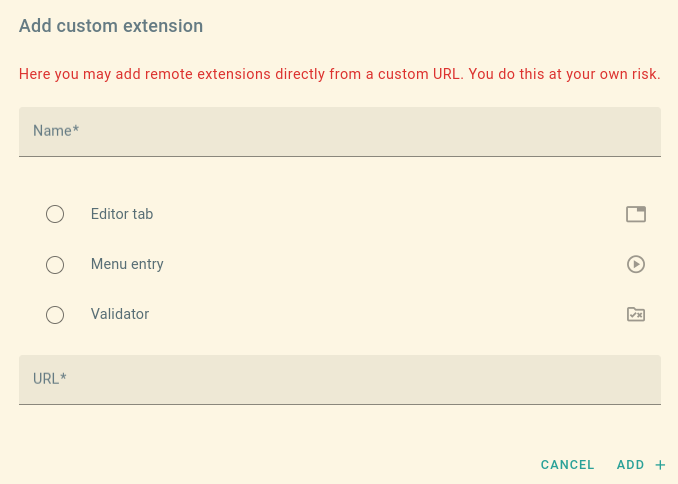 Add custom extension
Here you may add remote extensions directly from a custom URL. You do this at your own risk.
Name*
Editor tab
Menu entry
Validator
URL*
CANCEL ADD +